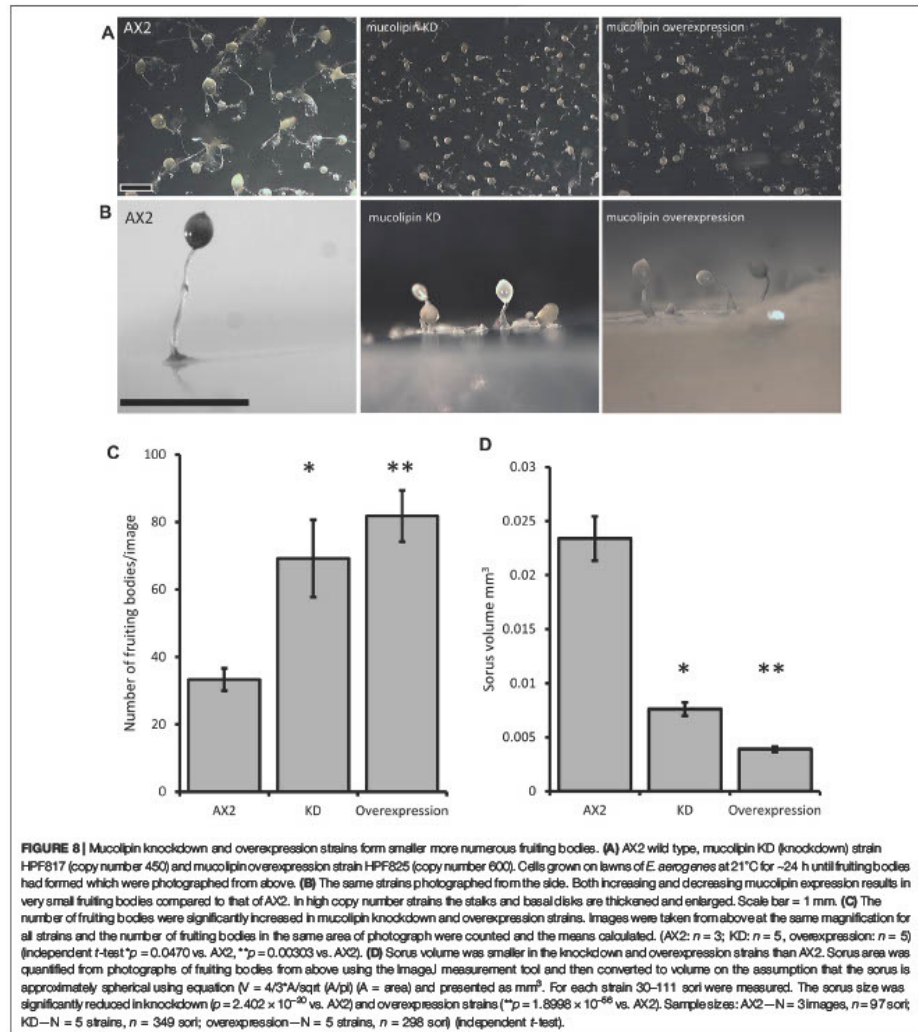 A
AX2
mucolipin KD
mucolipin overexpression
B
AX2
mucolipin KD
mucolipin overexpression
C
D
100
80
60
40
20
0
Number of fruiting bodies/image
*
**
AX2
KD
Overexpression
0.03
0.025
0.02
0.015
0.01
0.005
0
Sorus volume mm³
*
**
AX2
KD
Overexpression
FIGURE 8 | Mucolipin knockdown and overexpression strains form smaller more numerous fruiting bodies. (A) AX2 wild type, mucolipin KD (knockdown) strain
HPF817 (copy number 450) and mucolipin overexpression strain HPF825 (copy number 600). Cells grown on lawns of E. aerogenes at 21°C for ~24 h until fruiting bodies
had formed which were photographed from above. (B) The same strains photographed from the side. Both increasing and decreasing mucolipin expression results in
very small fruiting bodies compared to that of AX2. In high copy number strains the stalks and basal disks are thickened and enlarged. Scale bar = 1 mm. (C) The
number of fruiting bodies were significantly increased in mucolipin knockdown and overexpression strains. Images were taken from above at the same magnification for
all strains and the number of fruiting bodies in the same area of photograph were counted and the means calculated. (AX2: n = 3; KD: n = 5, overexpression: n = 5)
(independent t-test *p = 0.0470 vs. AX2, **p = 0.00303 vs. AX2). (D) Sorus volume was smaller in the knockdown and overexpression strains than AX2. Sorus area was
quantified from photographs of fruiting bodies from above using the ImageJ measurement tool and then converted to volume on the assumption that the sorus is
approximately spherical using equation (V = 4/3*A/sqrt (A/pi) (A = area) and presented as mm³. For each strain 30–111 sori were measured. The sorus size was
significantly reduced in knockdown (p = 2.402 × 10⁻²⁰ vs. AX2) and overexpression strains (**p = 1.8998 × 10⁻⁵⁶ vs. AX2). Sample sizes: AX2—N = 3 images, n = 97 sori;
KD—N = 5 strains, n = 349 sori; overexpression—N = 5 strains, n = 298 sori) (independent t-test).